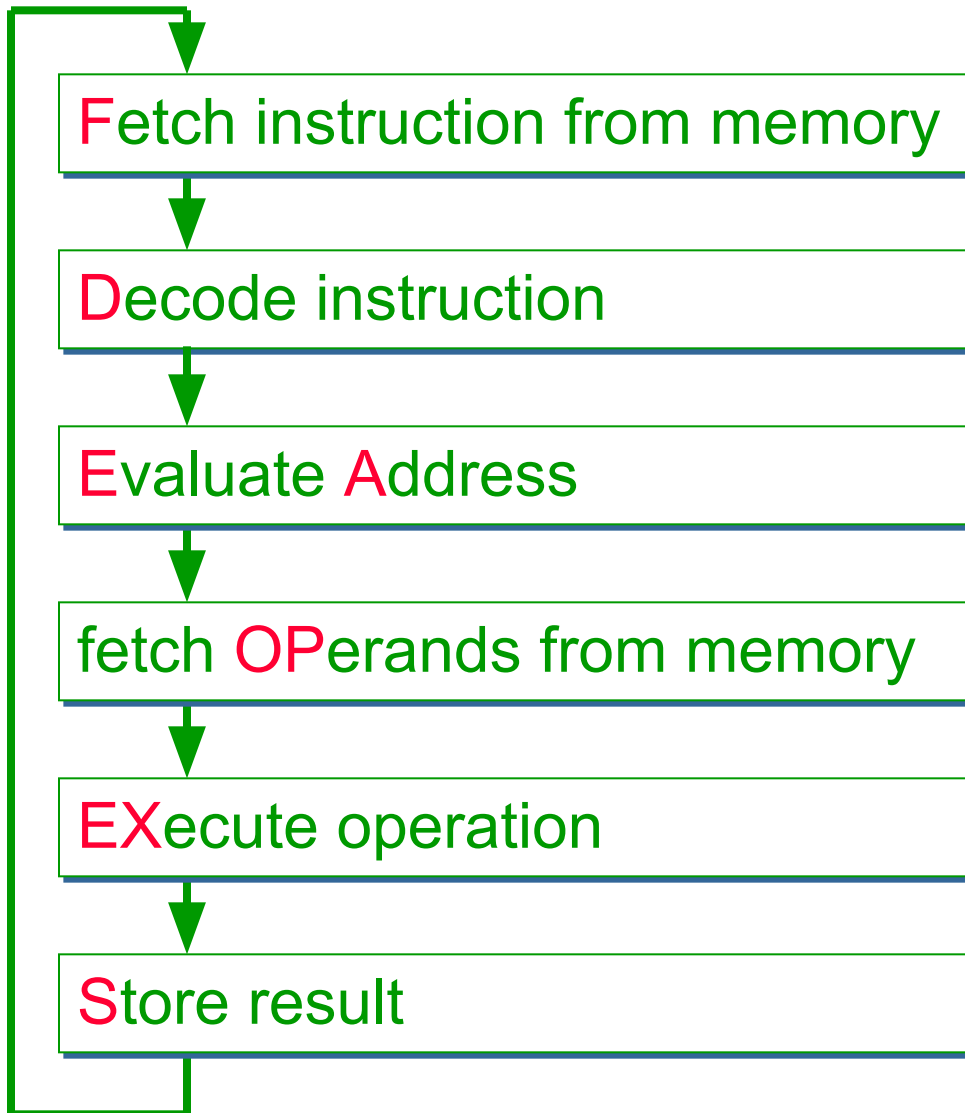 Fetch instruction from memory
Decode instruction
Evaluate Address
fetch OPerands from memory
EXecute operation
Store result